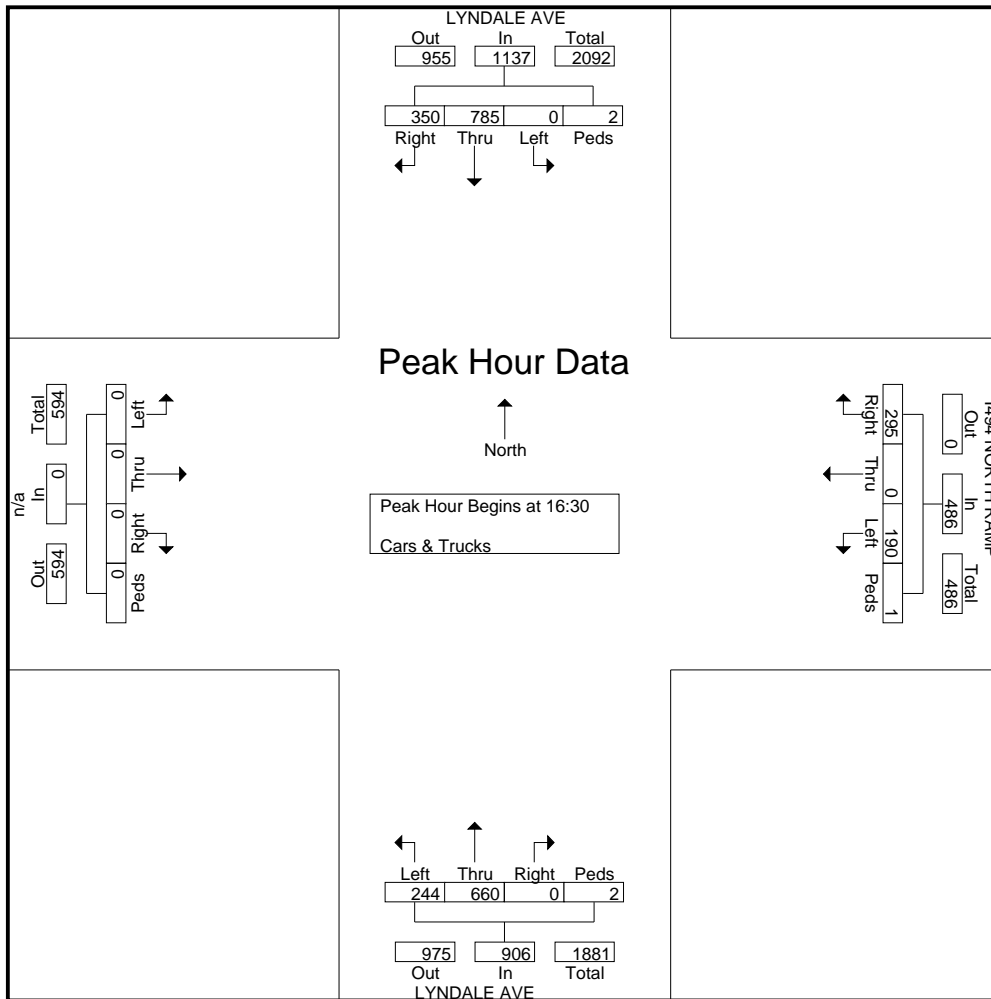 LYNDALE AVE
Out In Total
955 1137 2092
350 785 0 2
Right Thru Left Peds
Peak Hour Data
North
Peak Hour Begins at 16:30
Cars & Trucks
n/a
Total In Out
594 0 594
0 0 0 0
Left Thru Right Peds
Right Thru Left Peds
295 0 190 1
Out In Total
0 486 486
NORTH RAMP
Left Thru Right Peds
244 660 0 2
975 906 1881
Out In Total
LYNDALE AVE